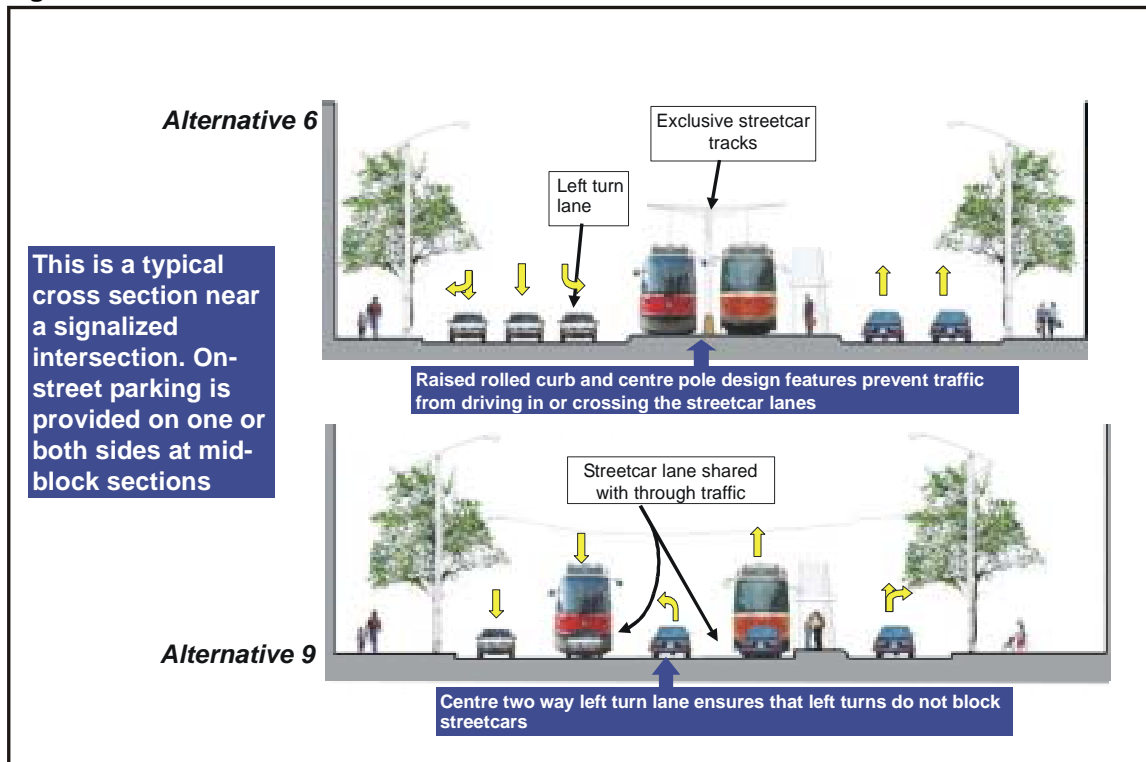 Alternative 6
Exclusive streetcar
tracks
Left turn
lane
This is a typical
cross section near
a signalized
intersection. On-
street parking is
provided on one or
both sides at mid-
block sections
Raised rolled curb and centre pole design features prevent traffic
from driving in or crossing the streetcar lanes
Streetcar lane shared
with through traffic
Alternative 9
Centre two way left turn lane ensures that left turns do not block
streetcars